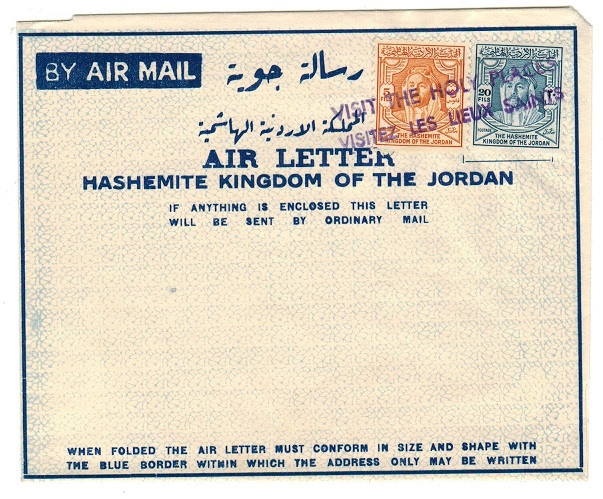 BY AIR MAIL
رسالة جوية
المملكة الاردنية الهاشمية
5
FILS
THE HASHEMITE
KINGDOM OF THE JORDAN
20
FILS
POSTAGE
THE HASHEMITE
KINGDOM OF THE JORDAN
VISIT THE HOLY PLACES
VISITEZ LES LIEUX SAINTS
AIR LETTER
HASHEMITE KINGDOM OF THE JORDAN
IF ANYTHING IS ENCLOSED THIS LETTER
WILL BE SENT BY ORDINARY MAIL
WHEN FOLDED THE AIR LETTER MUST CONFORM IN SIZE AND SHAPE WITH
THE BLUE BORDER WITHIN WHICH THE ADDRESS ONLY MAY BE WRITTEN